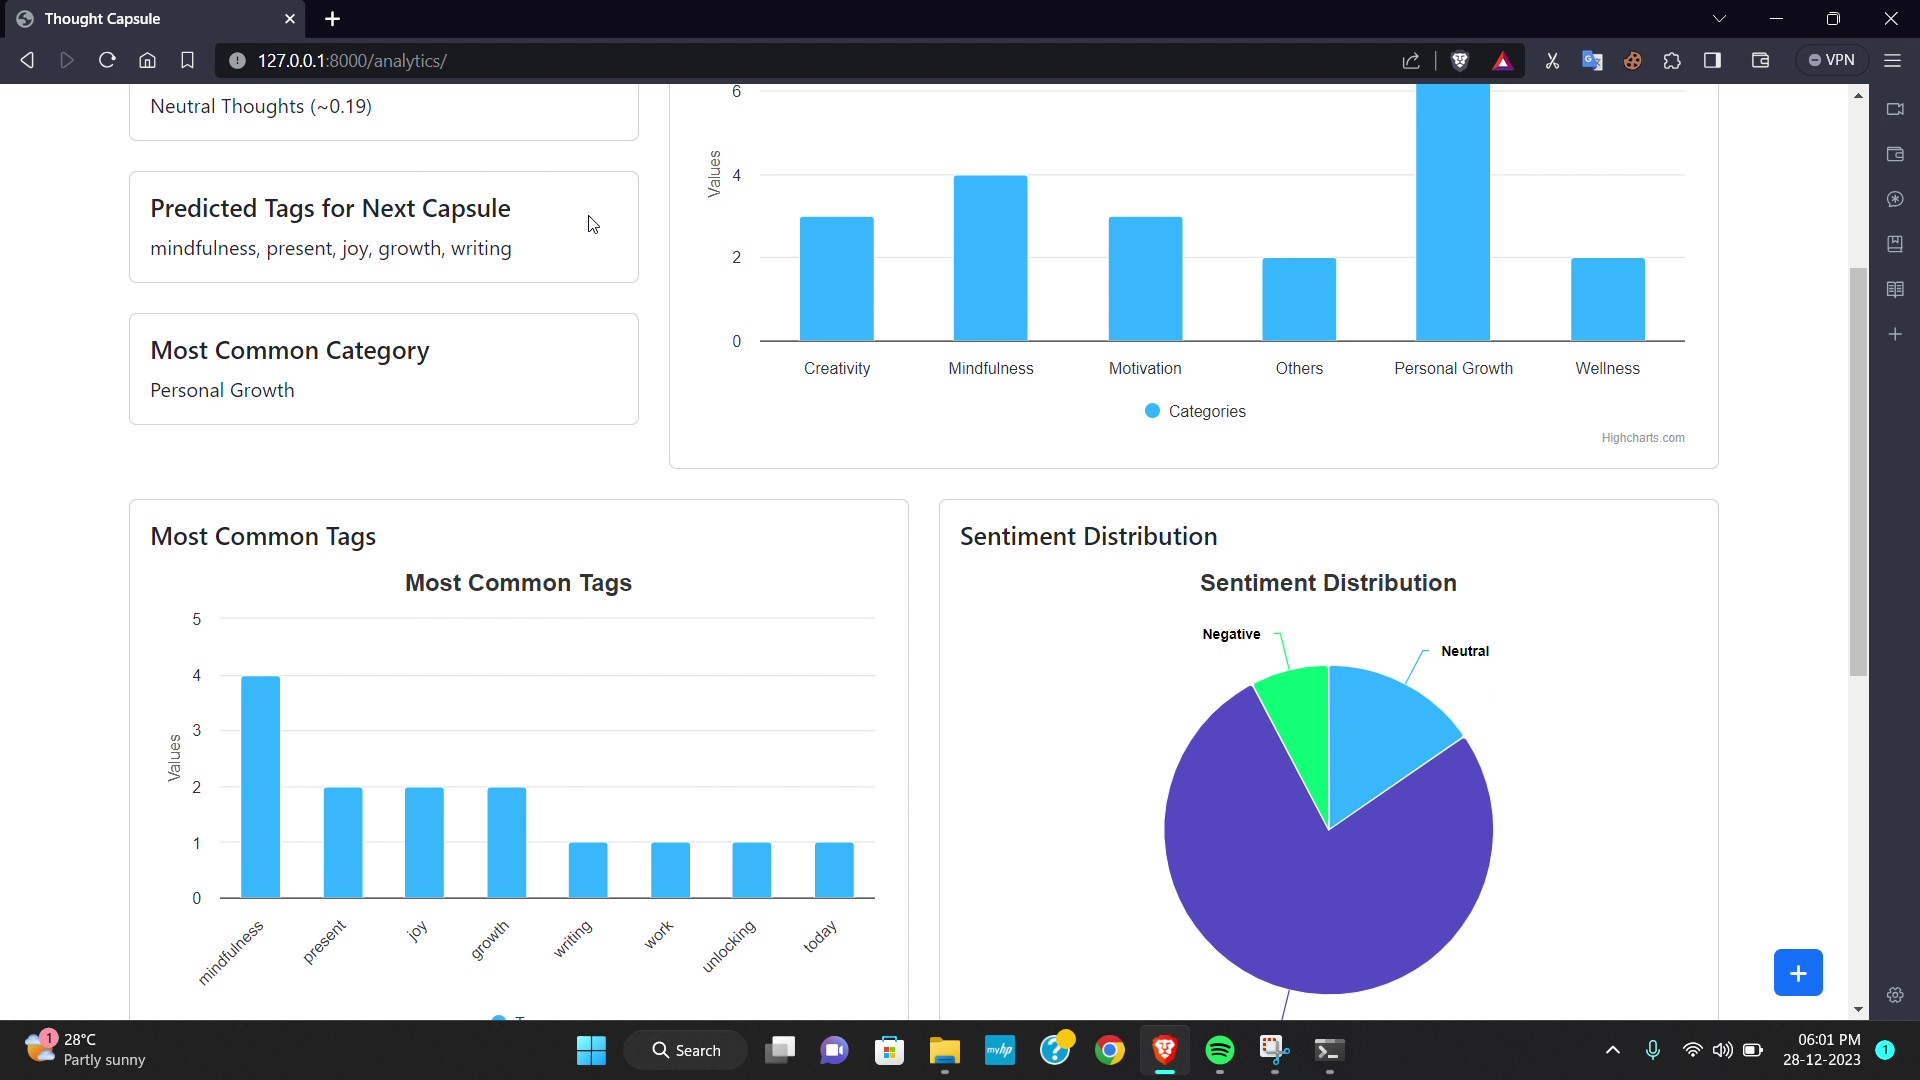 Thought Capsule
127.0.0.1:8000/analytics/
VPN
Neutral Thoughts (~0.19)
Predicted Tags for Next Capsule
mindfulness, present, joy, growth, writing
Most Common Category
Personal Growth
Values
6
4
2
0
Creativity
Mindfulness
Motivation
Others
Personal Growth
Wellness
Categories
Highcharts.com
Most Common Tags
Most Common Tags
Values
5
4
3
2
1
0
mindfulness
present
joy
growth
writing
work
unlocking
today
Sentiment Distribution
Sentiment Distribution
Negative
Neutral
+
1
28°C
Partly sunny
Search
myhp
06:01 PM
28-12-2023
1